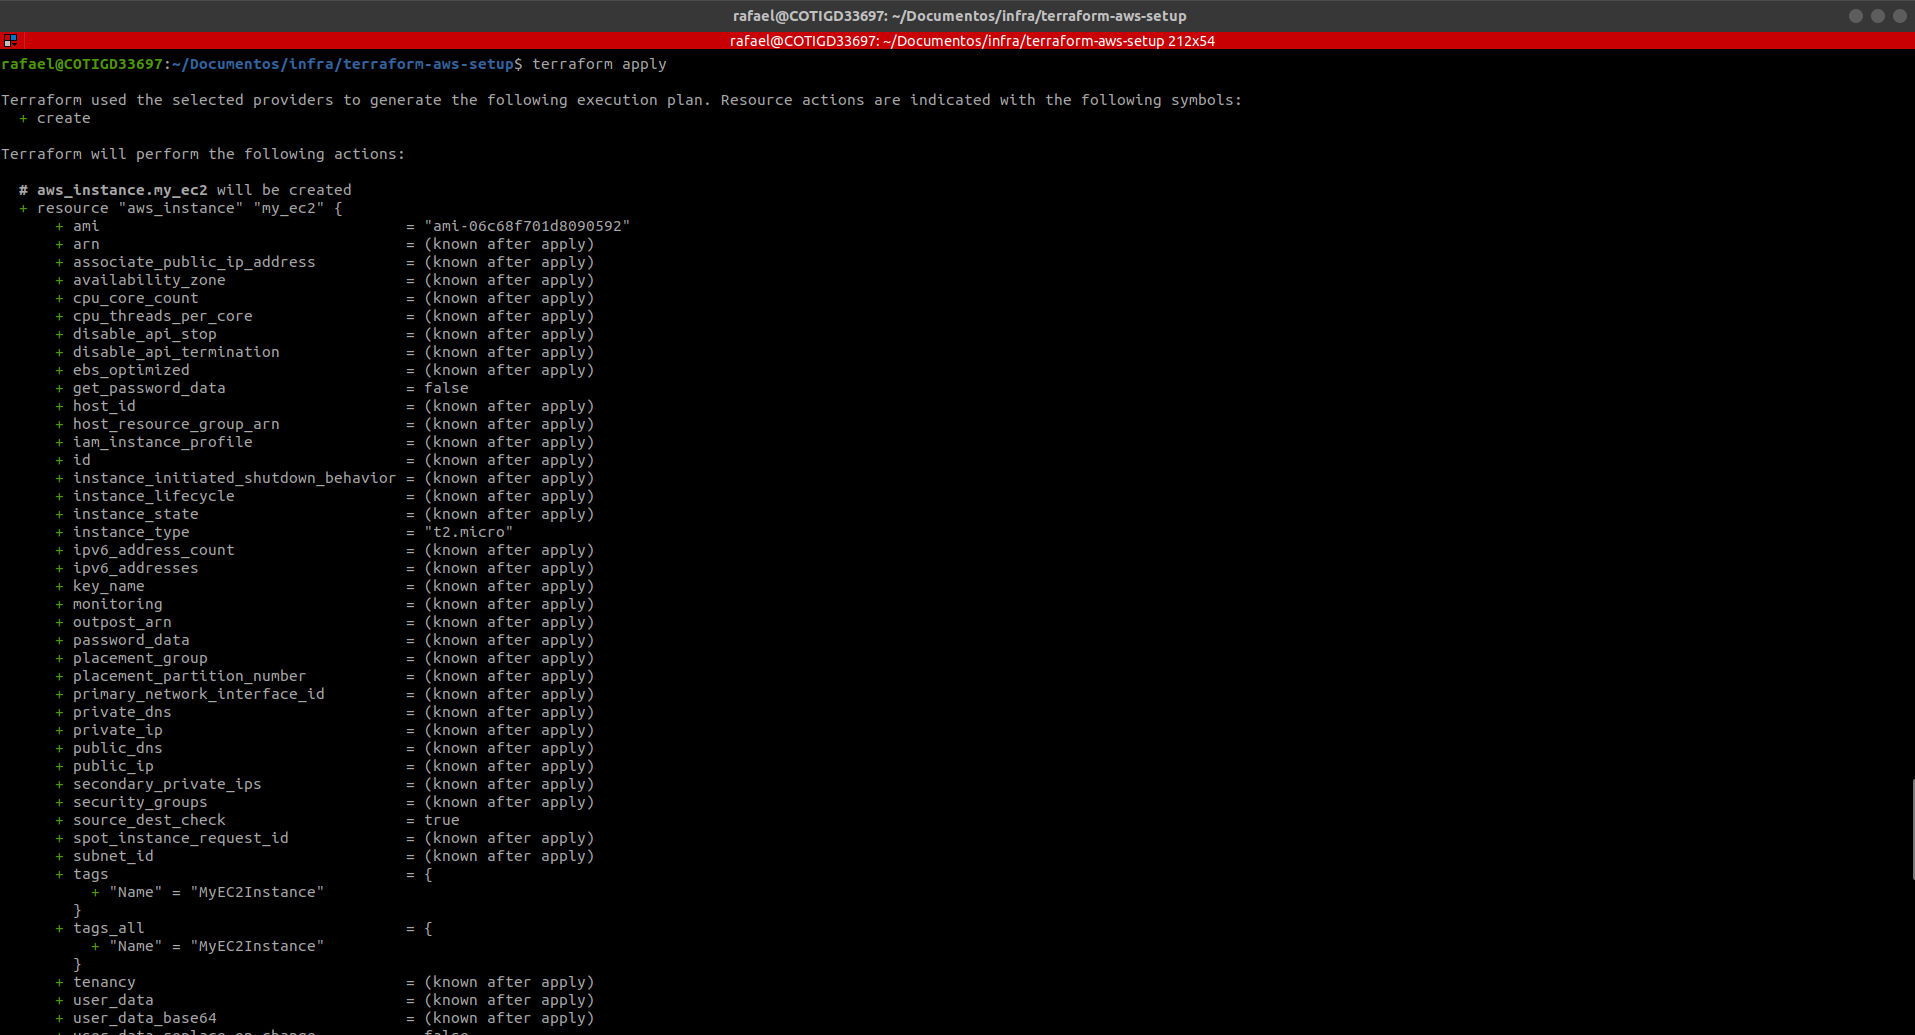 rafael@COTIGD33697: ~/Documentos/infra/terraform-aws-setup
rafael@COTIGD33697: ~/Documentos/infra/terraform-aws-setup 212x54
rafael@COTIGD33697:~/Documentos/infra/terraform-aws-setup$ terraform apply
Terraform used the selected providers to generate the following execution plan. Resource actions are indicated with the following symbols:
+ create
Terraform will perform the following actions:
# aws_instance.my_ec2 will be created
+ resource "aws_instance" "my_ec2" {
+ ami = "ami-06c68f701d8090592"
+ arn = (known after apply)
+ associate_public_ip_address = (known after apply)
+ availability_zone = (known after apply)
+ cpu_core_count = (known after apply)
+ cpu_threads_per_core = (known after apply)
+ disable_api_stop = (known after apply)
+ disable_api_termination = (known after apply)
+ ebs_optimized = (known after apply)
+ get_password_data = false
+ host_id = (known after apply)
+ host_resource_group_arn = (known after apply)
+ iam_instance_profile = (known after apply)
+ id = (known after apply)
+ instance_initiated_shutdown_behavior = (known after apply)
+ instance_lifecycle = (known after apply)
+ instance_state = (known after apply)
+ instance_type = "t2.micro"
+ ipv6_address_count = (known after apply)
+ ipv6_addresses = (known after apply)
+ key_name = (known after apply)
+ monitoring = (known after apply)
+ outpost_arn = (known after apply)
+ password_data = (known after apply)
+ placement_group = (known after apply)
+ placement_partition_number = (known after apply)
+ primary_network_interface_id = (known after apply)
+ private_dns = (known after apply)
+ private_ip = (known after apply)
+ public_dns = (known after apply)
+ public_ip = (known after apply)
+ secondary_private_ips = (known after apply)
+ security_groups = (known after apply)
+ source_dest_check = true
+ spot_instance_request_id = (known after apply)
+ subnet_id = (known after apply)
+ tags = {
+ "Name" = "MyEC2Instance"
}
+ tags_all = {
+ "Name" = "MyEC2Instance"
}
+ tenancy = (known after apply)
+ user_data = (known after apply)
+ user_data_base64 = (known after apply)
+ user_data_replace_on_change = false